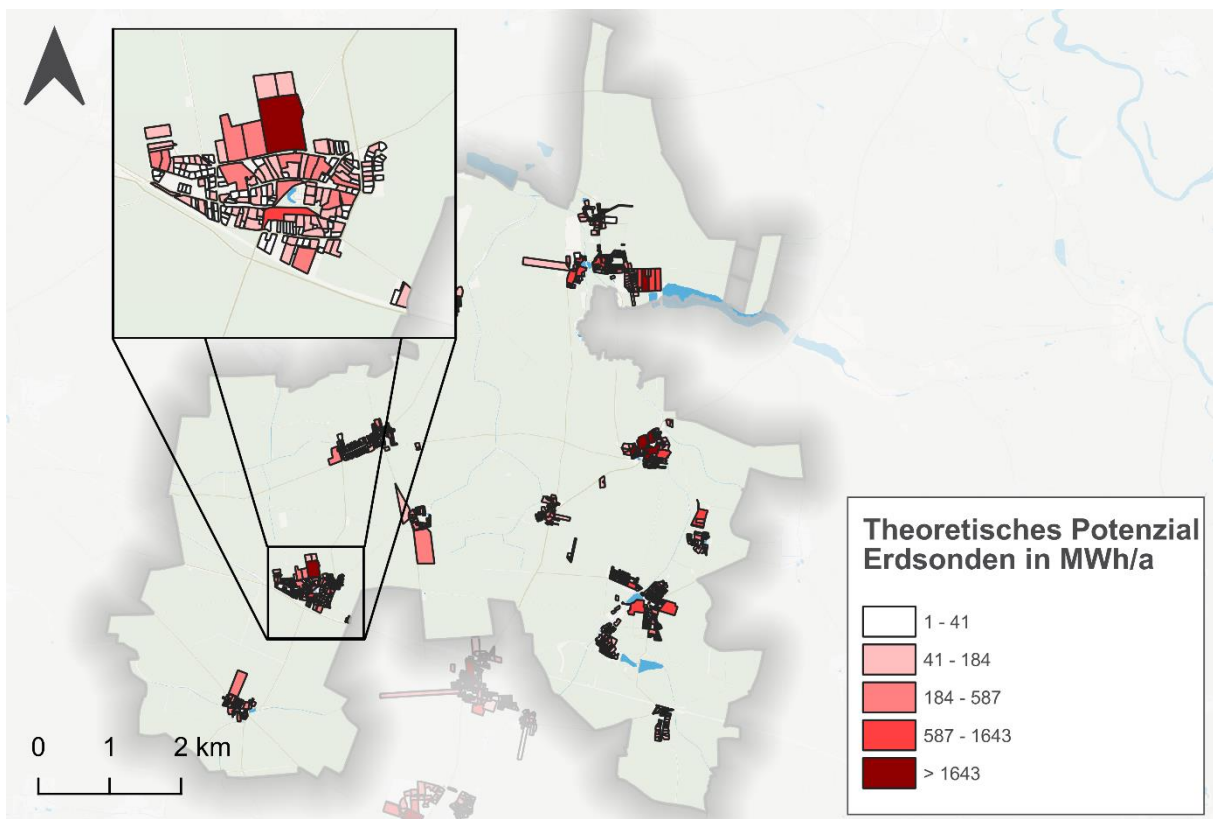 Theoretisches Potenzial
Erdsonden in MWh/a
1 - 41
41 - 184
184 - 587
587 - 1643
> 1643
0 1 2 km